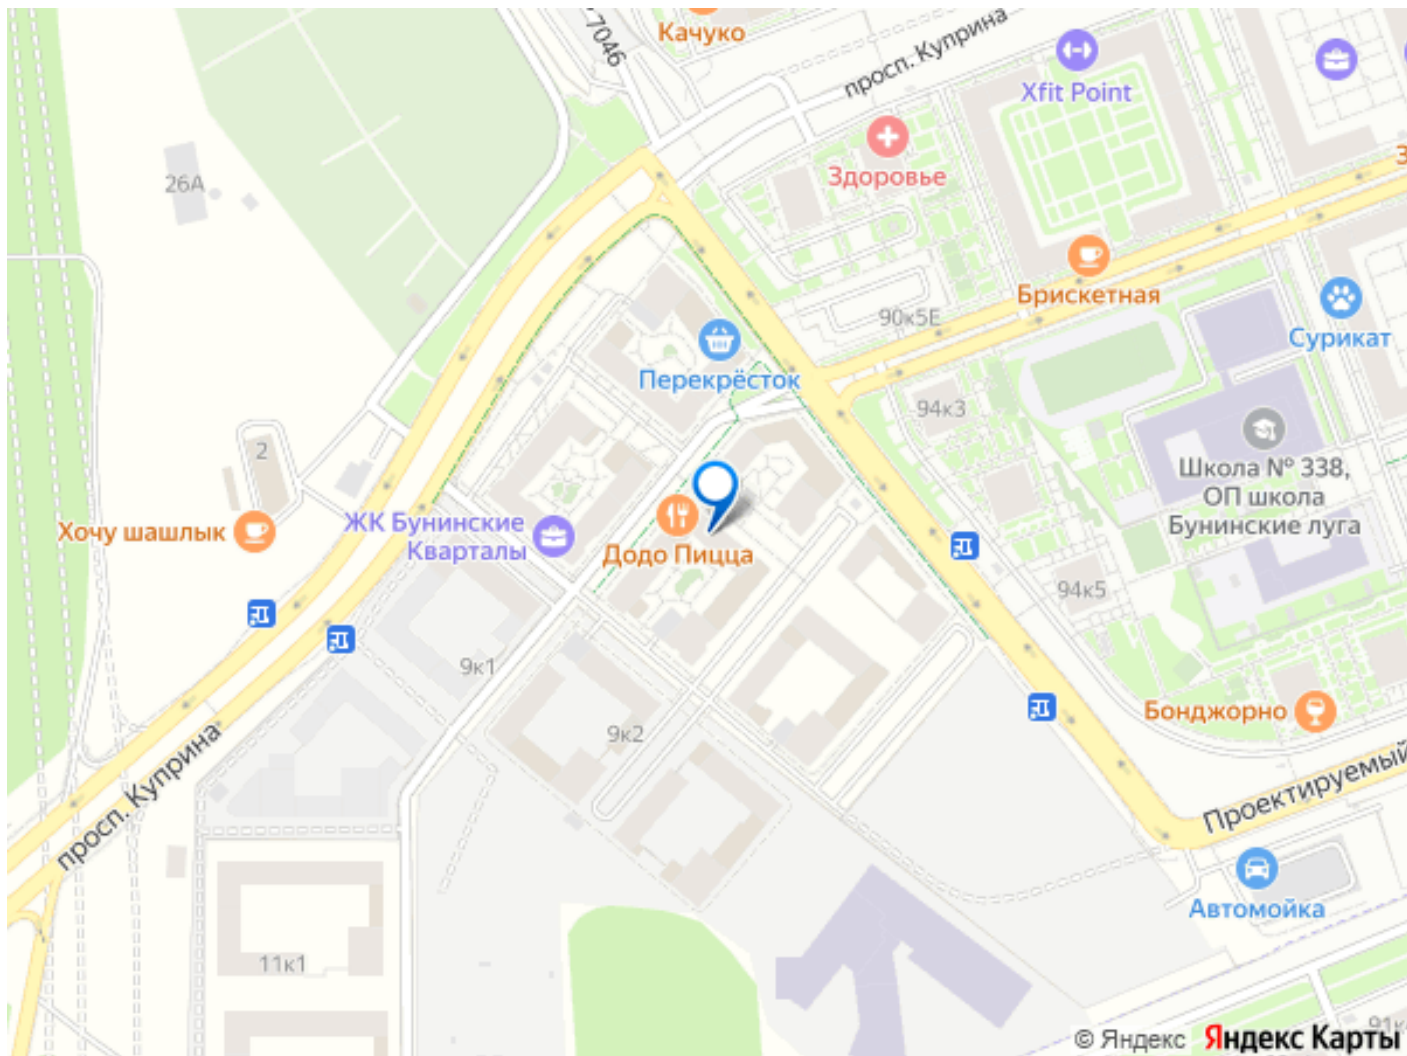 Качуко
7046
просп. Куприна
Xfit Point
Здоровье
26А
Брискетная
90к5Е
Сурикат
Перекрёсток
94к3
2
Школа № 338,
ОП школа
Бунинские луга
Хочу шашлык
ЖК Бунинские
Кварталы
Додо Пицца
94к5
9к1
Бонджорно
9к2
просп. Куприна
Проектируемый
Автомойка
11к1
© Яндекс Яндекс Карты